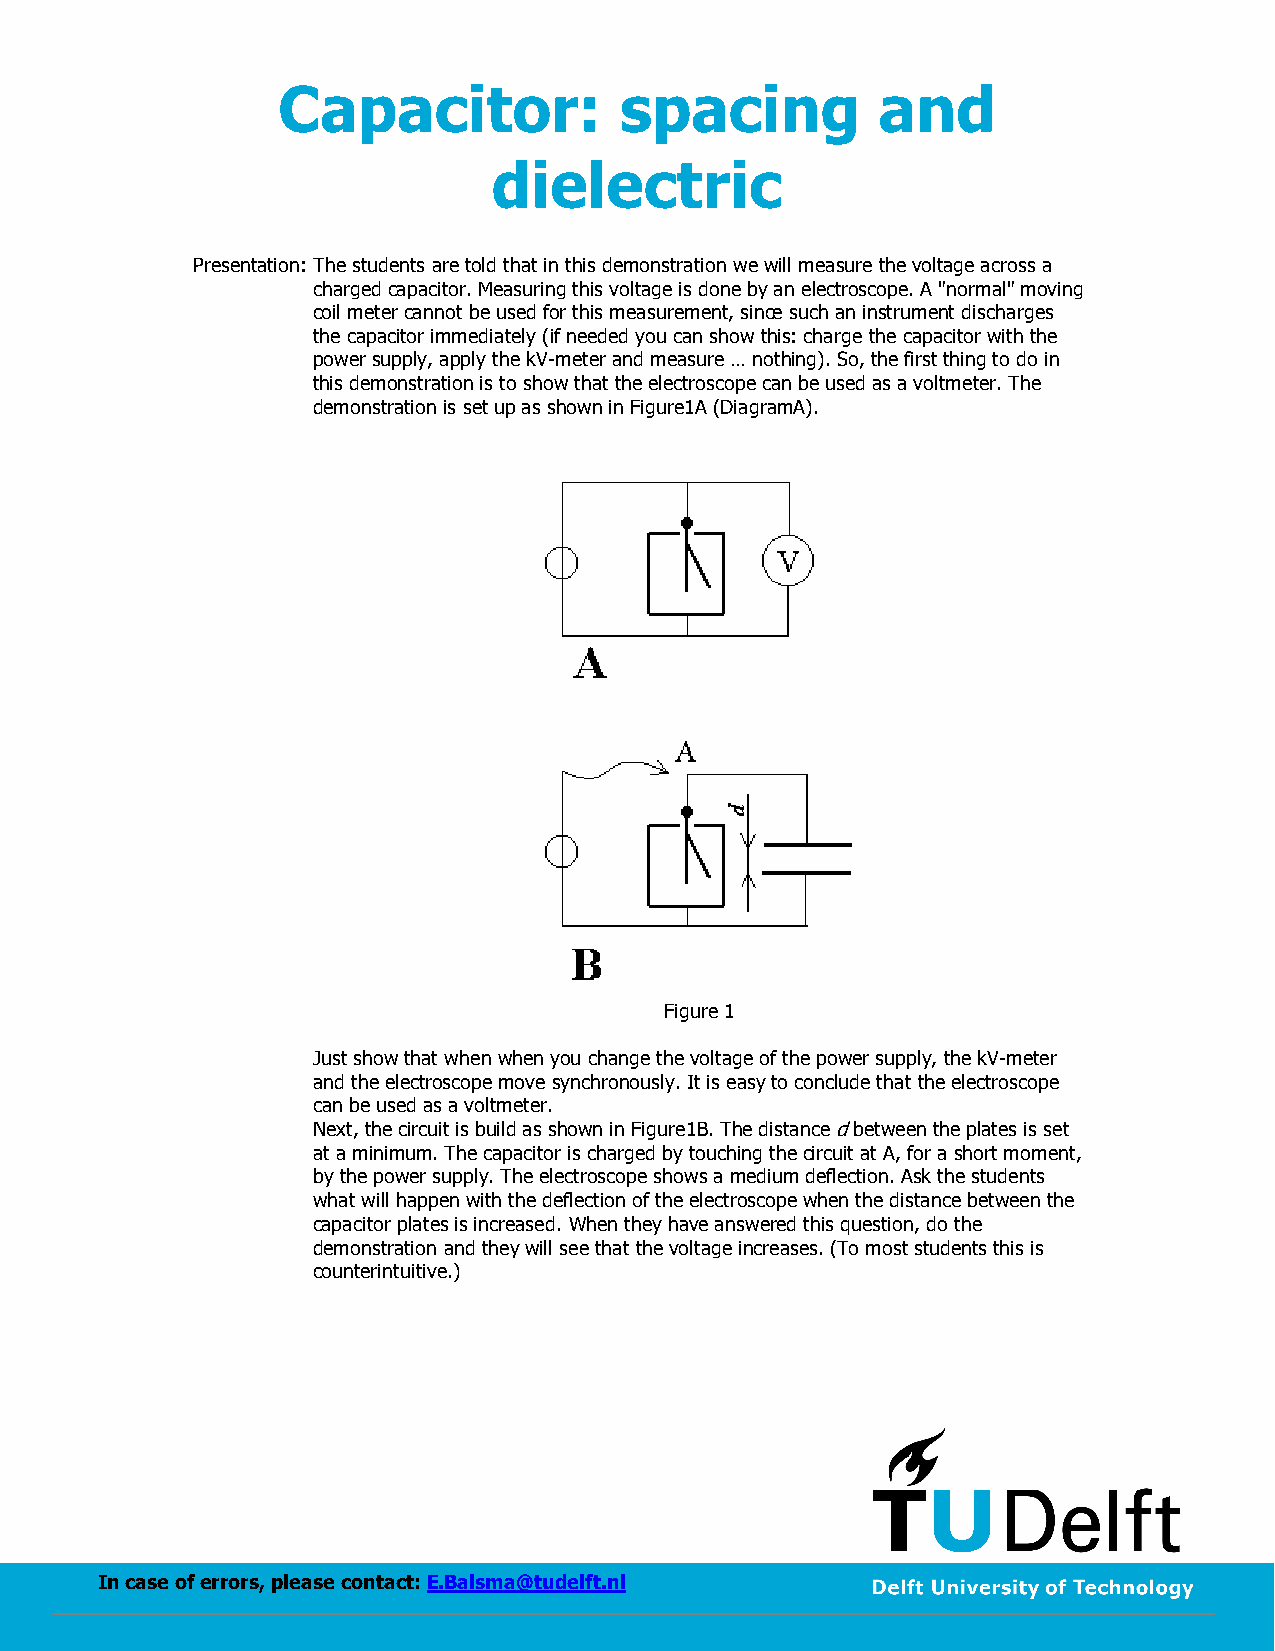 Capacitor: spacing and
dielectric
Presentation: The students are told that in this demonstration we will measure the voltage across a
charged capacitor. Measuring this voltage is done by an electroscope. A "normal" moving
coil meter cannot be used for this measurement, since such an instrument discharges
the capacitor immediately (if needed you can show this: charge the capacitor with the
power supply, apply the kV-meter and measure … nothing). So, the first thing to do in
this demonstration is to show that the electroscope can be used as a voltmeter. The
demonstration is set up as shown in Figure1A (DiagramA).
V
A
A
d
B
Figure 1
Just show that when when you change the voltage of the power supply, the kV-meter
and the electroscope move synchronously. It is easy to conclude that the electroscope
can be used as a voltmeter.
Next, the circuit is build as shown in Figure1B. The distance d between the plates is set
at a minimum. The capacitor is charged by touching the circuit at A, for a short moment,
by the power supply. The electroscope shows a medium deflection. Ask the students
what will happen with the deflection of the electroscope when the distance between the
capacitor plates is increased. When they have answered this question, do the
demonstration and they will see that the voltage increases. (To most students this is
counterintuitive.)
TUDelft
In case of errors, please contact: E.Balsma@tudelft.nl
Delft University of Technology